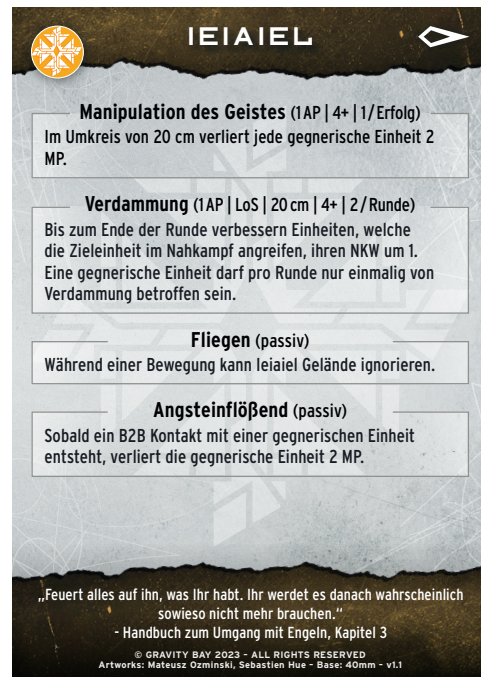 IEIAIEL
Manipulation des Geistes (1 AP | 4+ | 1/Erfolg)
Im Umkreis von 20 cm verliert jede gegnerische Einheit 2
MP.
Verdammung (1 AP | LoS | 20 cm | 4+ | 2/Runde)
Bis zum Ende der Runde verbessern Einheiten, welche
die Zieleinheit im Nahkampf angreifen, ihren NKW um 1.
Eine gegnerische Einheit darf pro Runde nur einmalig von
Verdammung betroffen sein.
Fliegen (passiv)
Während einer Bewegung kann Ieiaiel Gelände ignorieren.
Angsteinflößend (passiv)
Sobald ein B2B Kontakt mit einer gegnerischen Einheit
entsteht, verliert die gegnerische Einheit 2 MP.
„Feuert alles auf ihn, was Ihr habt. Ihr werdet es danach wahrscheinlich
sowieso nicht mehr brauchen.“
- Handbuch zum Umgang mit Engeln, Kapitel 3
© GRAVITY BAY 2023 – ALL RIGHTS RESERVED
Artworks: Mateusz Ozminski, Sebastien Hue – Base: 40mm – v1.1